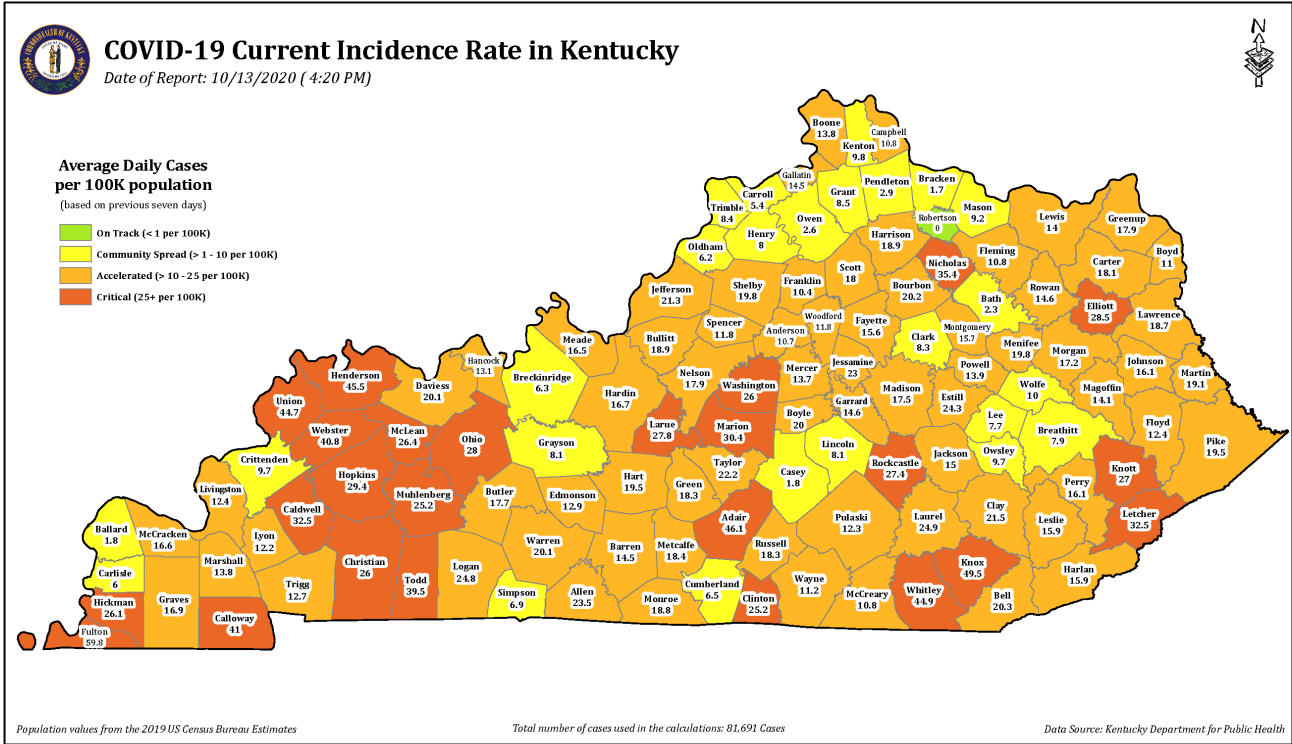 COVID-19 Current Incidence Rate in Kentucky
Date of Report: 10/13/2020 ( 4:20 PM)
N
Average Daily Cases
per 100K population
(based on previous seven days)
On Track (< 1 per 100K)
Community Spread (> 1 - 10 per 100K)
Accelerated (> 10 - 25 per 100K)
Critical (25+ per 100K)
Boone
13.8
Kenton
9.8
Campbell
10.8
Gallatin
14.5
Carroll
5.4
Trimble
8.4
Grant
8.5
Pendleton
2.9
Bracken
1.7
Mason
9.2
Robertson
0
Owen
2.6
Henry
8
Oldham
6.2
Harrison
18.9
Nicholas
35.4
Fleming
10.8
Lewis
14
Greenup
17.9
Boyd
11
Carter
18.1
Jefferson
21.3
Shelby
19.8
Franklin
10.4
Scott
18
Bourbon
20.2
Bath
2.3
Rowan
14.6
Elliott
28.5
Lawrence
18.7
Spencer
11.8
Anderson
10.7
Woodford
11.8
Fayette
15.6
Clark
8.3
Montgomery
15.7
Menifee
19.8
Morgan
17.2
Johnson
16.1
Martin
19.1
Meade
16.5
Bullitt
18.9
Hancock
13.1
Breckinridge
6.3
Nelson
17.9
Washington
26
Mercer
13.7
Jessamine
23
Madison
17.5
Powell
13.9
Estill
24.3
Wolfe
10
Magoffin
14.1
Henderson
45.5
Daviess
20.1
Union
44.7
Hardin
16.7
Larue
27.8
Marion
30.4
Boyle
20
Garrard
14.6
Lee
7.7
Breathitt
7.9
Floyd
12.4
Pike
19.5
Webster
40.8
McLean
26.4
Ohio
28
Grayson
8.1
Lincoln
8.1
Casey
1.8
Rockcastle
27.4
Jackson
15
Owsley
9.7
Knott
27
Perry
16.1
Crittenden
9.7
Hopkins
29.4
Muhlenberg
25.2
Butler
17.7
Edmonson
12.9
Hart
19.5
Green
18.3
Taylor
22.2
Livingston
12.4
Caldwell
32.5
Adair
46.1
Pulaski
12.3
Laurel
24.9
Clay
21.5
Leslie
15.9
Letcher
32.5
Ballard
1.8
McCracken
16.6
Lyon
12.2
Warren
20.1
Barren
14.5
Metcalfe
18.4
Russell
18.3
Carlisle
6
Marshall
13.8
Christian
26
Todd
39.5
Logan
24.8
Trigg
12.7
Simpson
6.9
Allen
23.5
Monroe
18.8
Cumberland
6.5
Clinton
25.2
Wayne
11.2
McCreary
10.8
Whitley
44.9
Knox
49.5
Bell
20.3
Harlan
15.9
Hickman
26.1
Graves
16.9
Calloway
41
Fulton
59.8
Population values from the 2019 US Census Bureau Estimates
Total number of cases used in the calculations: 81,691 Cases
Data Source: Kentucky Department for Public Health